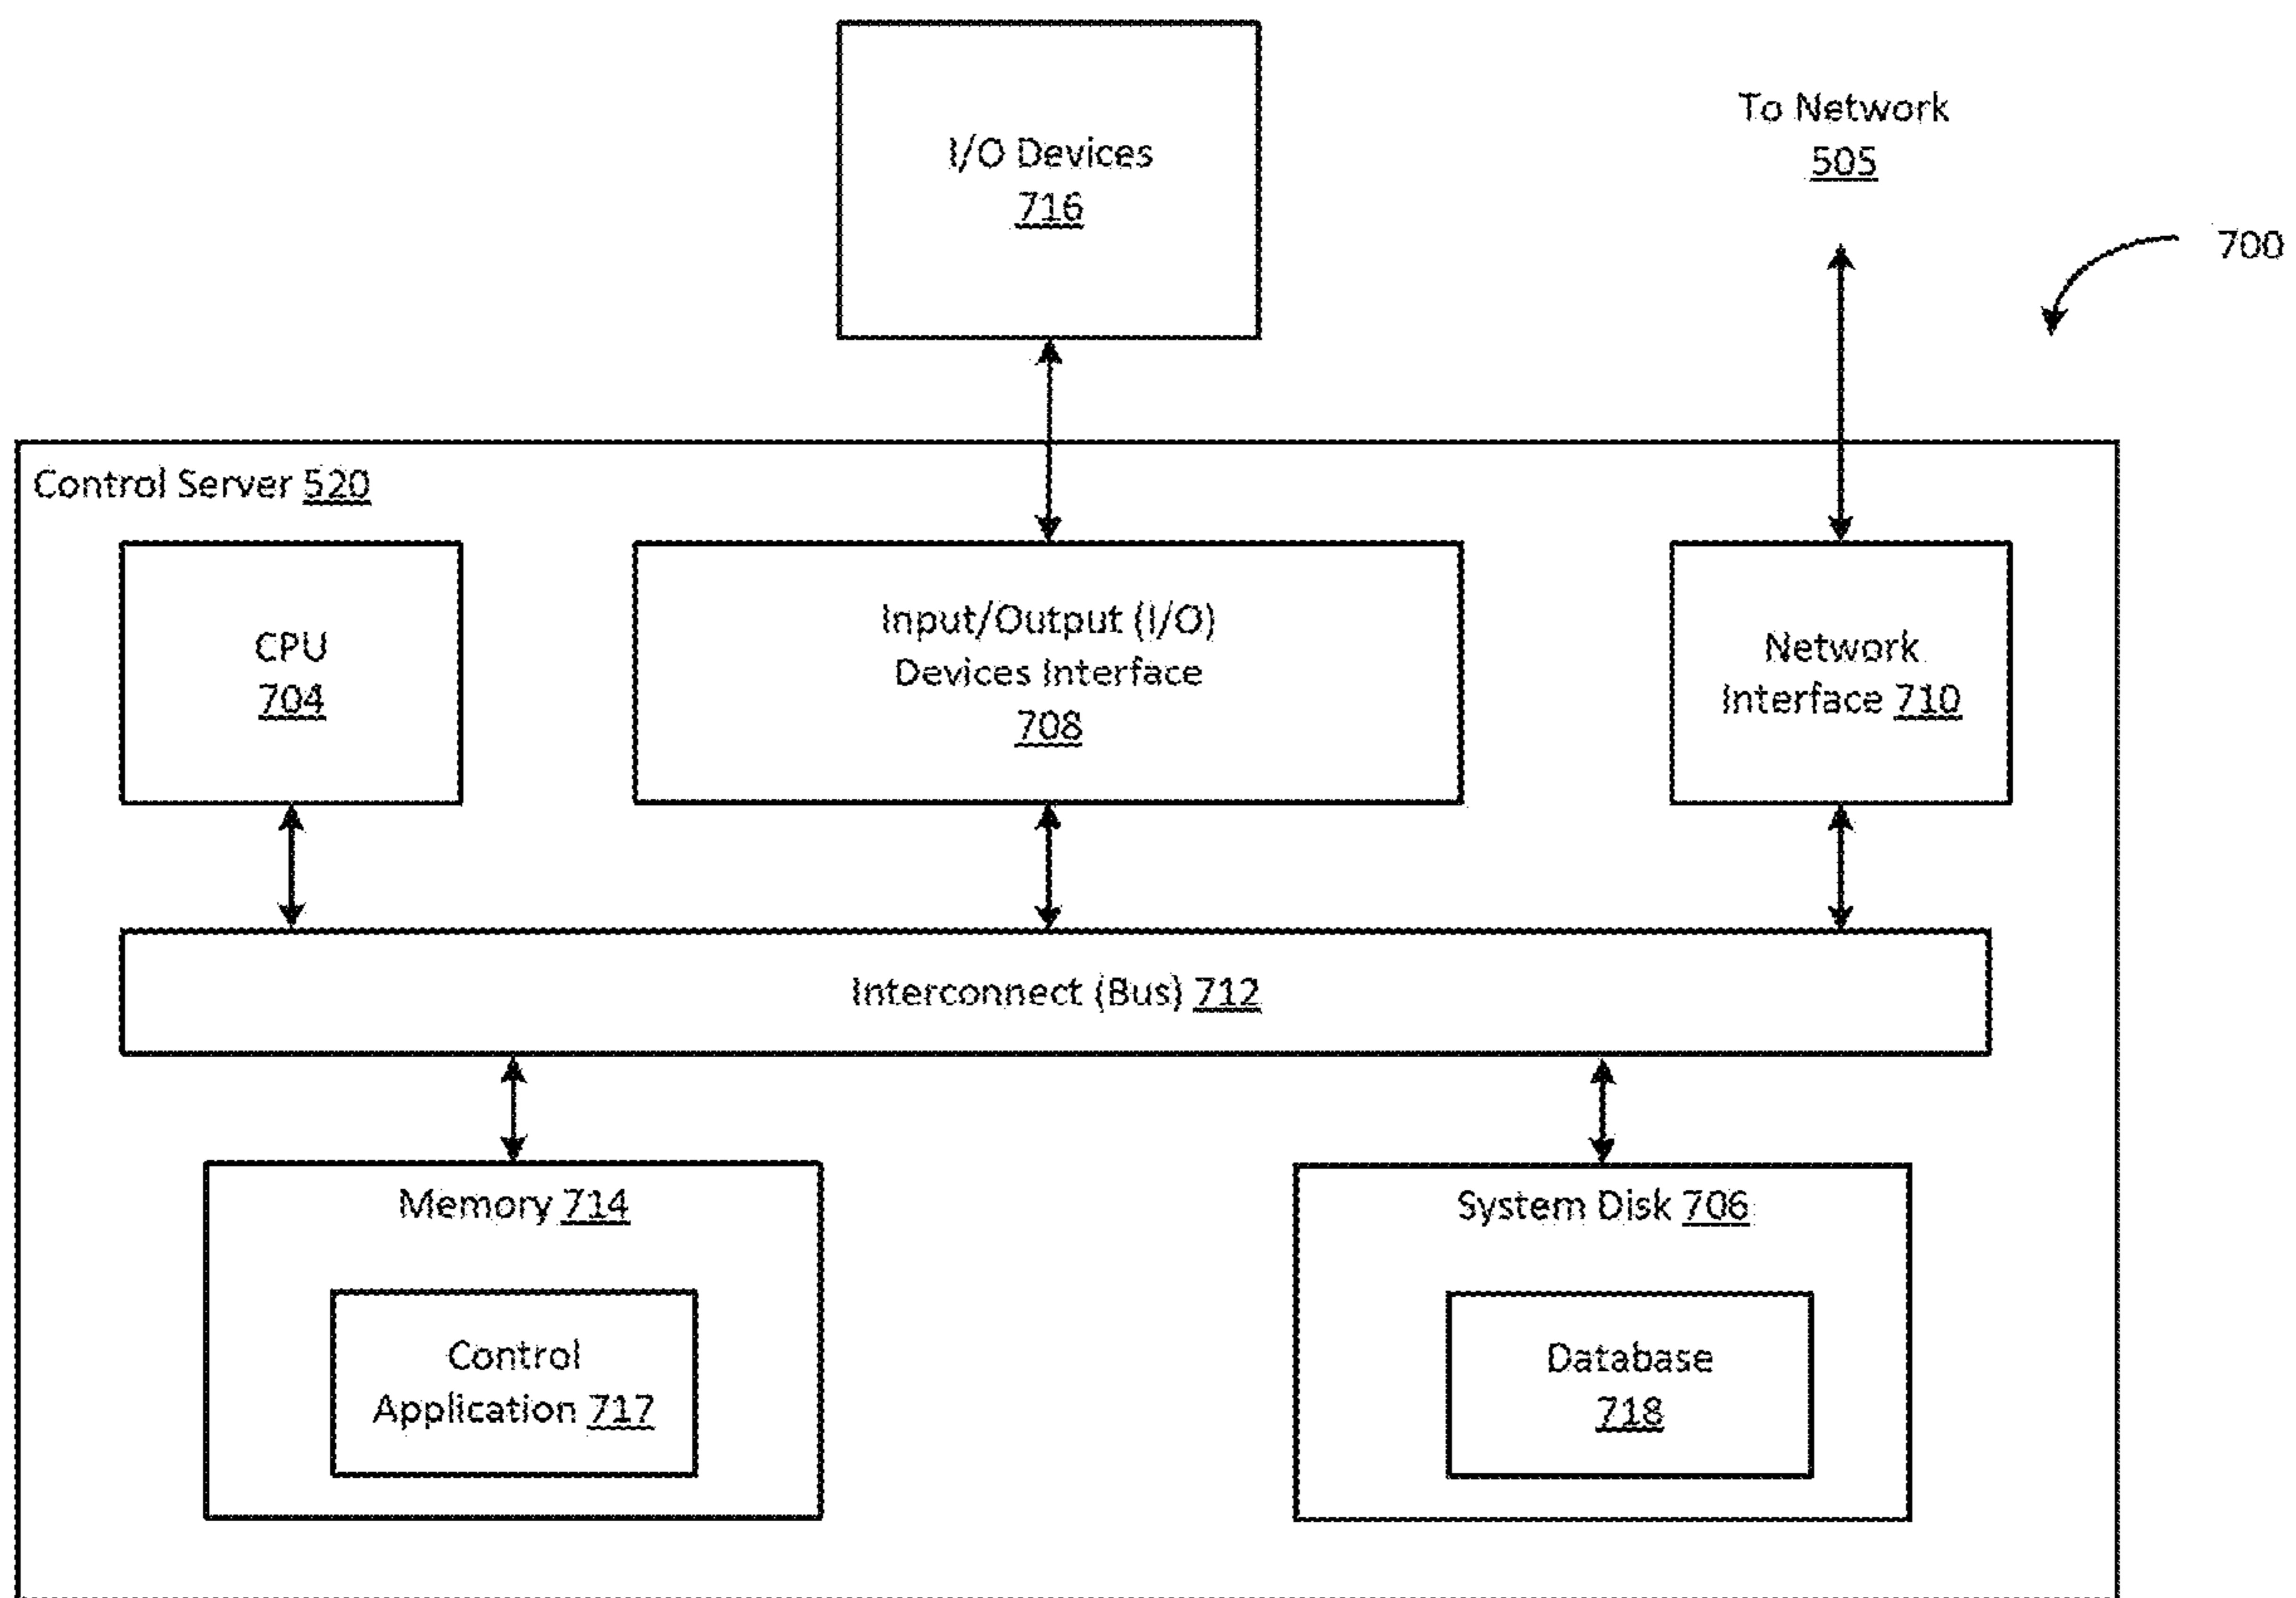 I/O Devices
716
To Network
505
700
Control Server 520
CPU
704
Input/Output (I/O)
Devices Interface
708
Network
Interface 710
Interconnect (Bus) 712
Memory 714
Control
Application 717
System Disk 706
Database
718